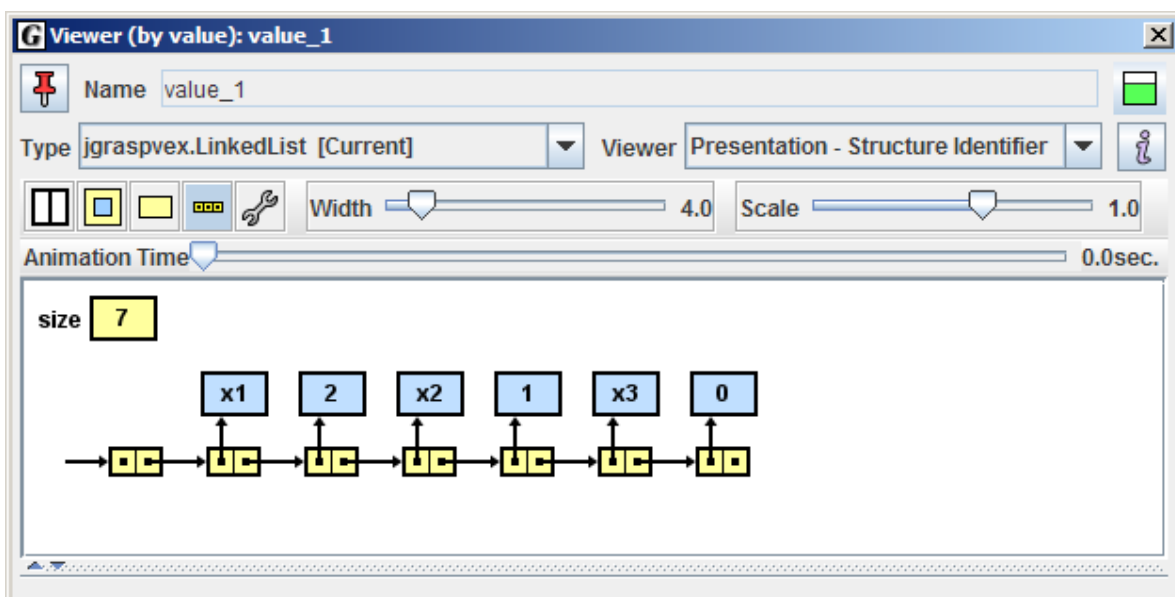 G Viewer (by value): value_1
Name value_1
Type jgraspvex.LinkedList [Current] Viewer Presentation - Structure Identifier i
Width 4.0 Scale 1.0
Animation Time 0.0sec.
size 7
x1 2 x2 1 x3 0